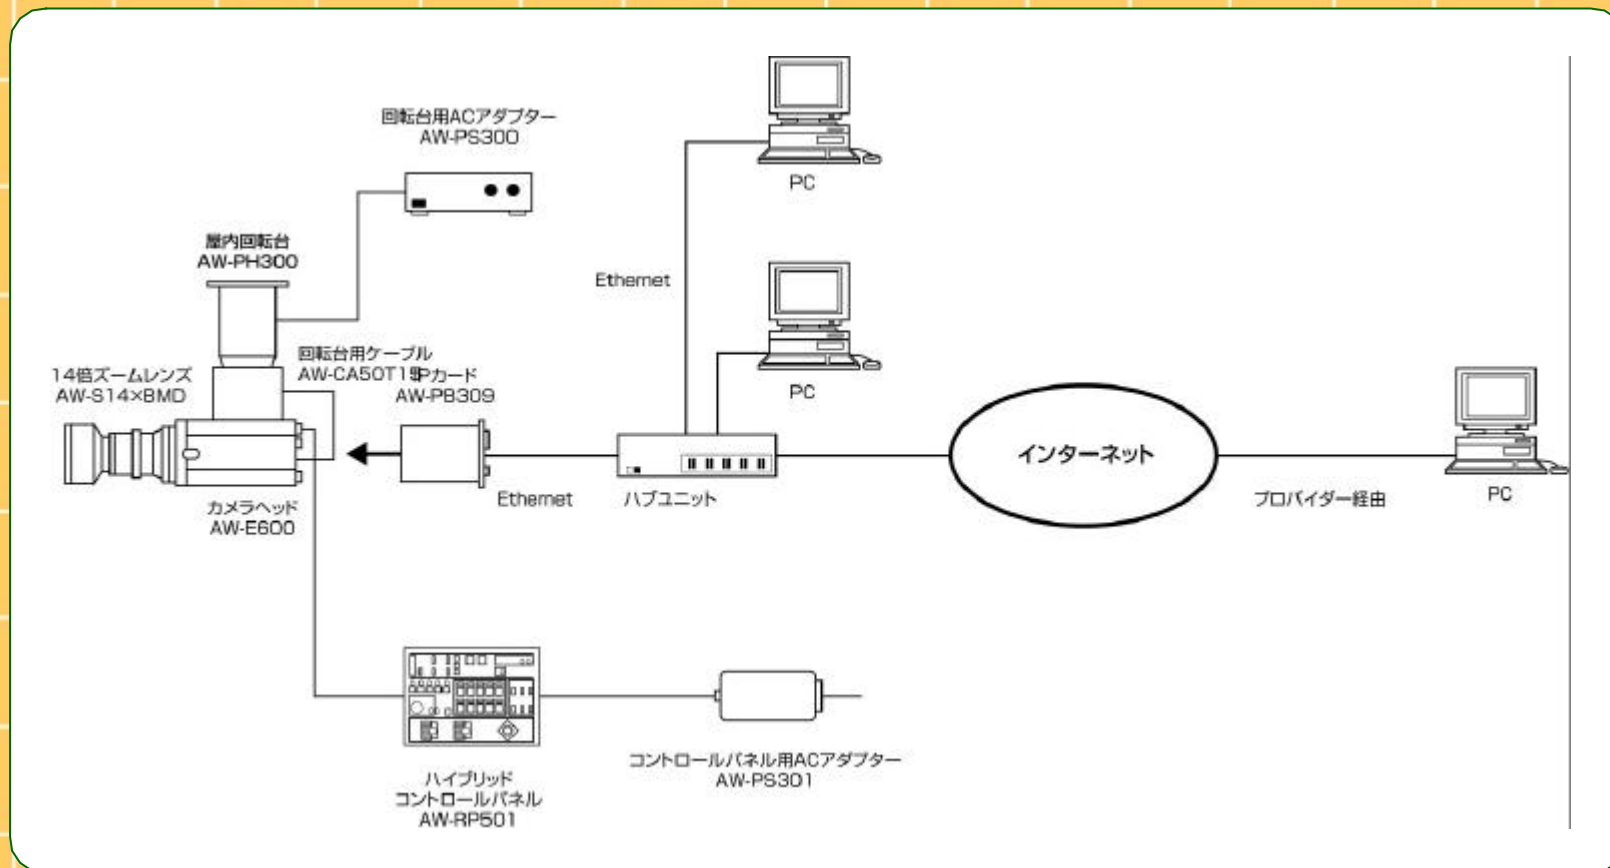 回転台用ACアダプター
AW-PS300
PC
屋内回転台
AW-PH300
Ethernet
回転台用ケーブル
AW-CA50T15
IPカード
AW-PB309
14倍ズームレンズ
AW-S14×8MD
PC
インターネット
カメラヘッド
AW-E600
Ethernet
ハブユニット
プロバイダー経由
PC
ハイブリッド
コントロールパネル
AW-RP501
コントロールパネル用ACアダプター
AW-PS301